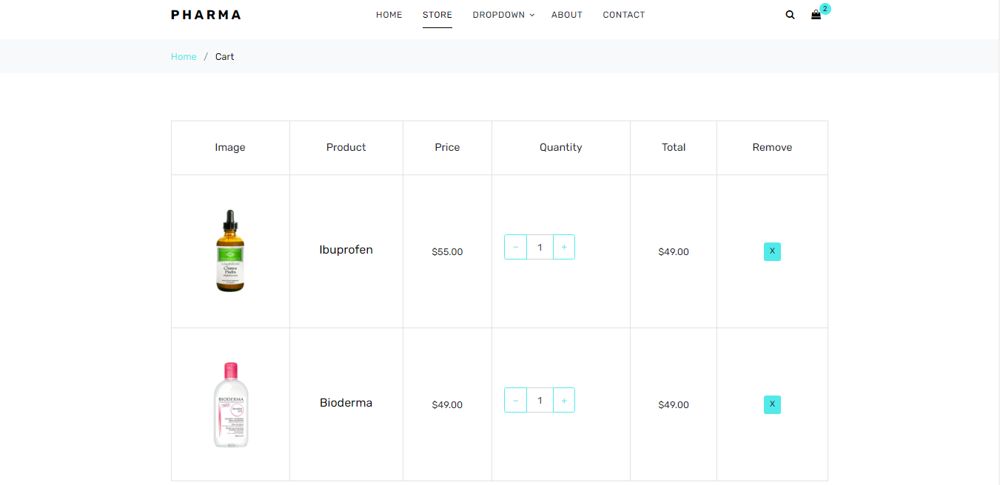 PHARMA
HOME STORE DROPDOWN ABOUT CONTACT
2
Home / Cart
Image Product Price Quantity Total Remove
Chanca
Piedra
Ibuprofen $55.00 − 1 + $49.00 X
BIODERMA
Bioderma $49.00 − 1 + $49.00 X